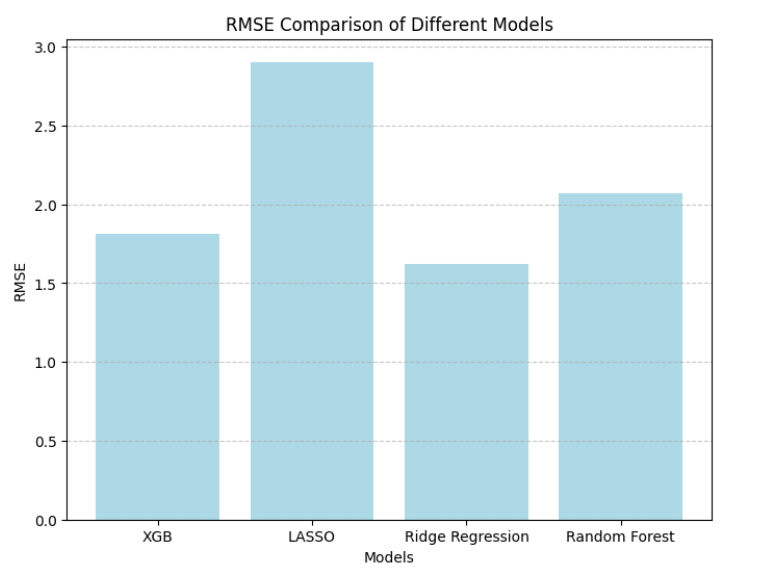 RMSE Comparison of Different Models
3.0
2.5
2.0
1.5
1.0
0.5
0.0
RMSE
XGB
LASSO
Ridge Regression
Random Forest
Models